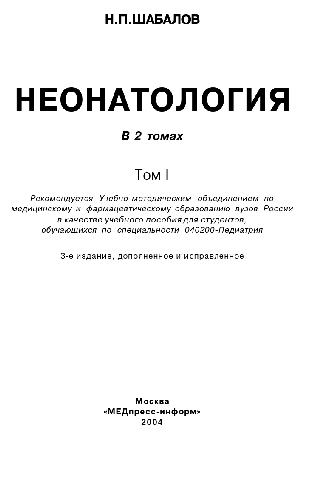 Н.П.ШАБАЛОВ
НЕОНАТОЛОГИЯ
В 2 томах
Том I
Рекомендуется Учебно-методическим объединением по
медицинскому и фармацевтическому образованию вузов России
в качестве учебного пособия для студентов,
обучающихся по специальности 040200-Педиатрия
3-е издание, дополненное и исправленное
Москва
«МЕДпресс-информ»
2004